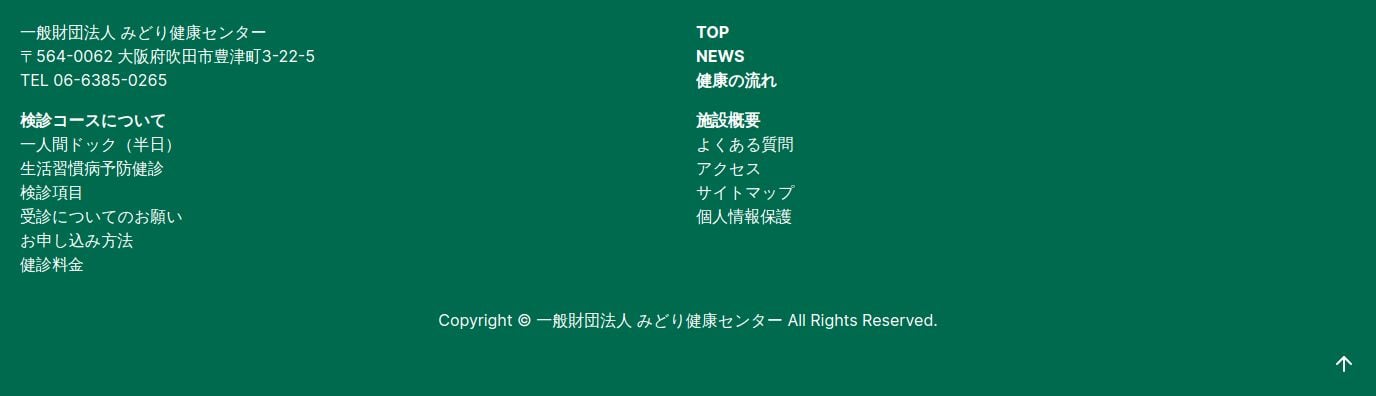 一般財団法人 みどり健康センター
〒564-0062 大阪府吹田市豊津町3-22-5
TEL 06-6385-0265
検診コースについて
一人間ドック（半日）
生活習慣病予防健診
検診項目
受診についてのお願い
お申し込み方法
健診料金
TOP
NEWS
健康の流れ
施設概要
よくある質問
アクセス
サイトマップ
個人情報保護
Copyright © 一般財団法人 みどり健康センター All Rights Reserved.